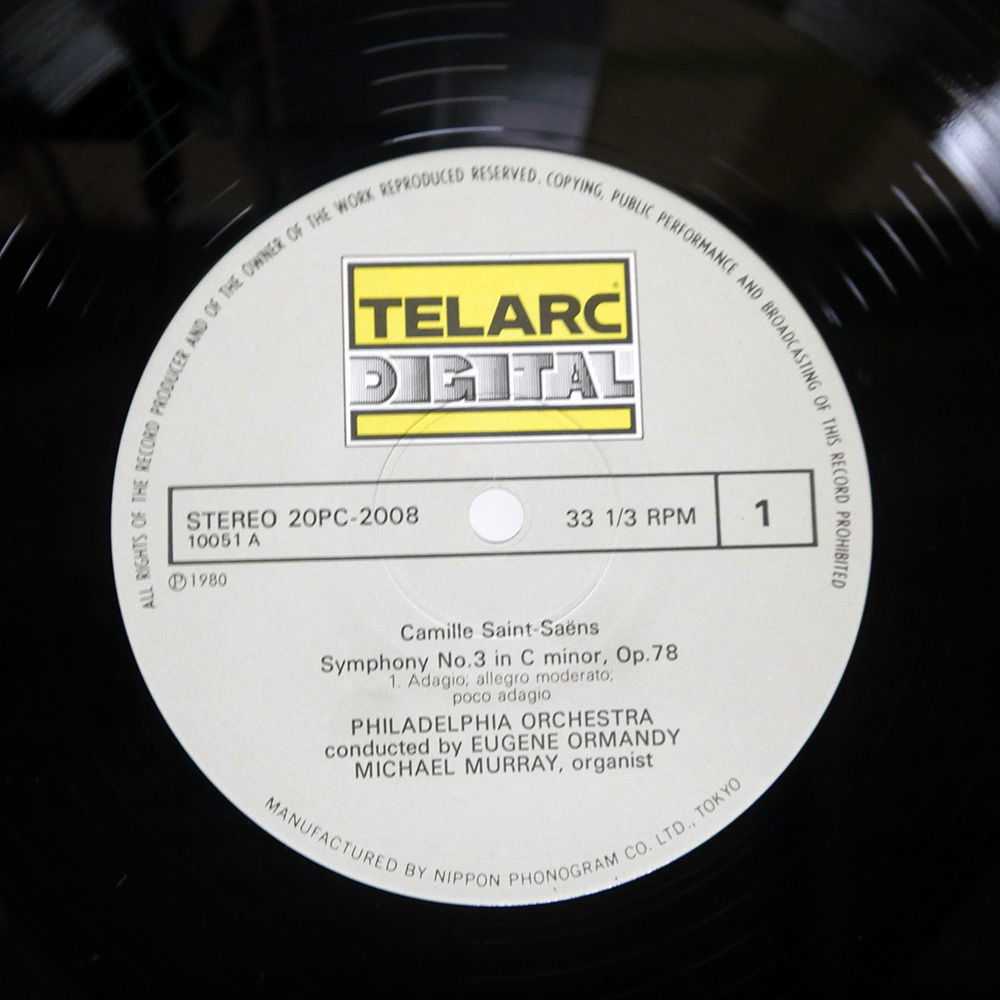 ALL RIGHTS OF THE RECORD PRODUCER AND OF THE OWNER OF THE WORK REPRODUCED RESERVED. COPYING, PUBLIC PERFORMANCE AND BROADCASTING OF THIS RECORD PROHIBITED
TELARC®
DIGITAL
STEREO 20PC-2008 33 1/3 RPM 1
10051 A
℗1980
Camille Saint-Saëns
Symphony No.3 in C minor, Op.78
1. Adagio; allegro moderato;
poco adagio
PHILADELPHIA ORCHESTRA
conducted by EUGENE ORMANDY
MICHAEL MURRAY, organist
MANUFACTURED BY NIPPON PHONOGRAM CO. LTD., TOKYO